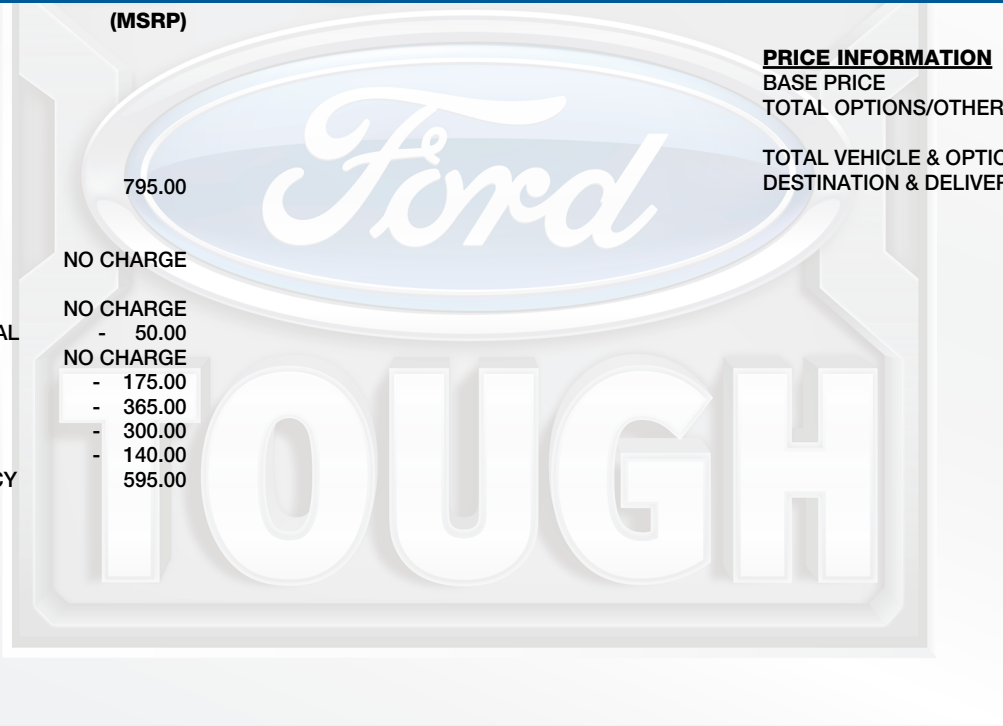 (MSRP)
795.00
NO CHARGE
NO CHARGE
AL - 50.00
NO CHARGE
- 175.00
- 365.00
- 300.00
- 140.00
CY 595.00
PRICE INFORMATION
BASE PRICE
TOTAL OPTIONS/OTHER
TOTAL VEHICLE & OPTIO
DESTINATION & DELIVER
Ford
TOUGH